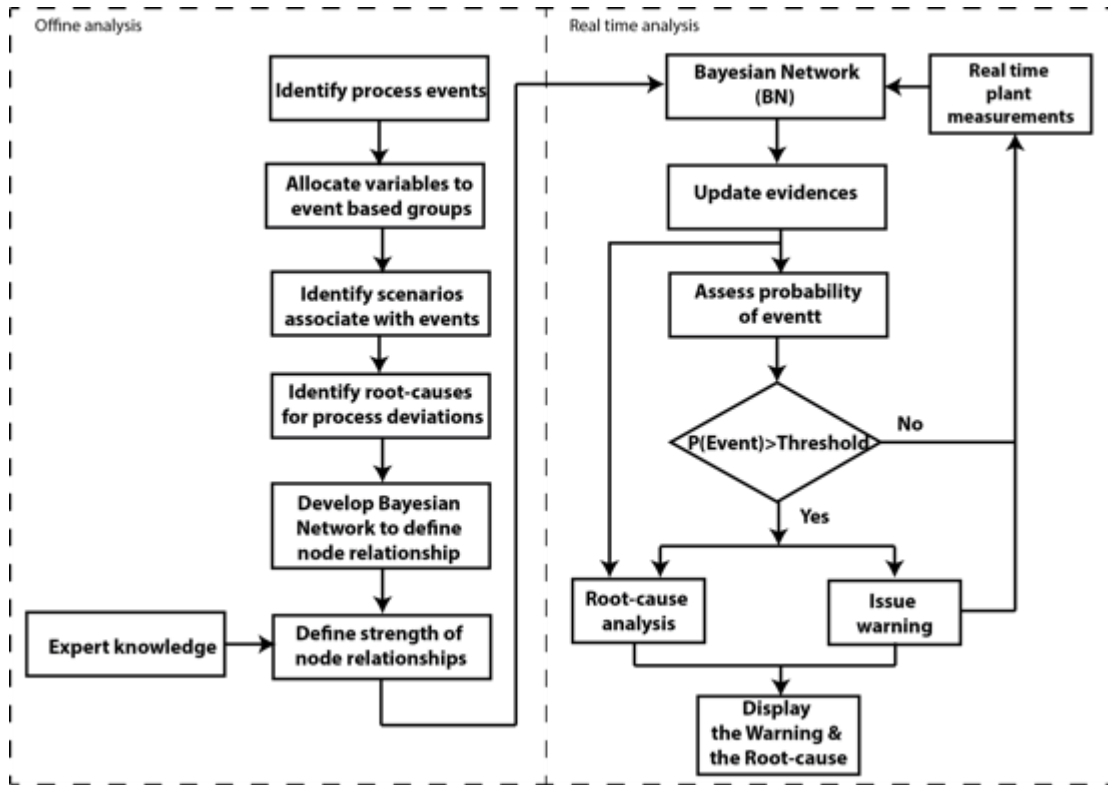 Offine analysis
Identify process events
Allocate variables to
event based groups
Identify scenarios
associate with events
Identify root-causes
for process deviations
Develop Bayesian
Network to define
node relationship
Expert knowledge
Define strength of
node relationships
Real time analysis
Bayesian Network
(BN)
Real time
plant
measurements
Update evidences
Assess probability
of eventt
P(Event)>Threshold
No
Yes
Root-cause
analysis
Issue
warning
Display
the Warning &
the Root-cause